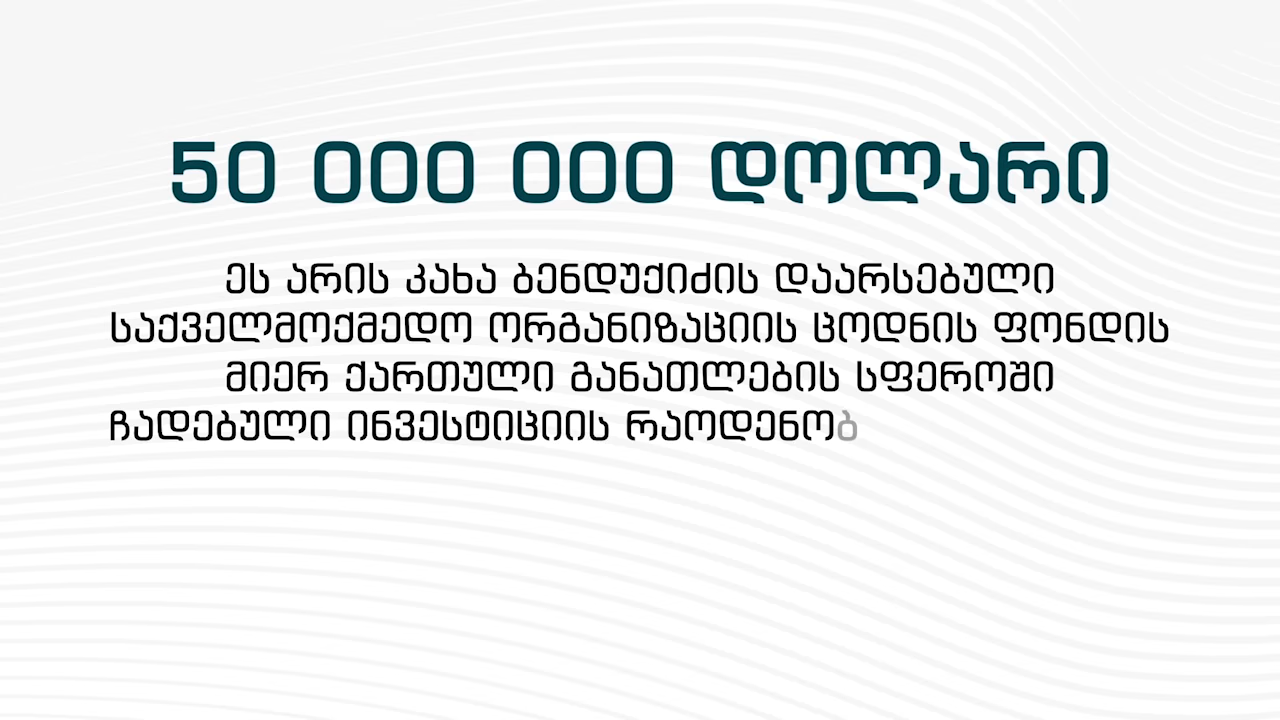 50 000 000 დოლარი
ეს არის კახა ბენდუქიძის დაარსებული
საქველმოქმედო ორგანიზაციის ცოდნის ფონდის
მიერ ქართული განათლების სფეროში
ჩადებული ინვესტიციის რაოდენობ